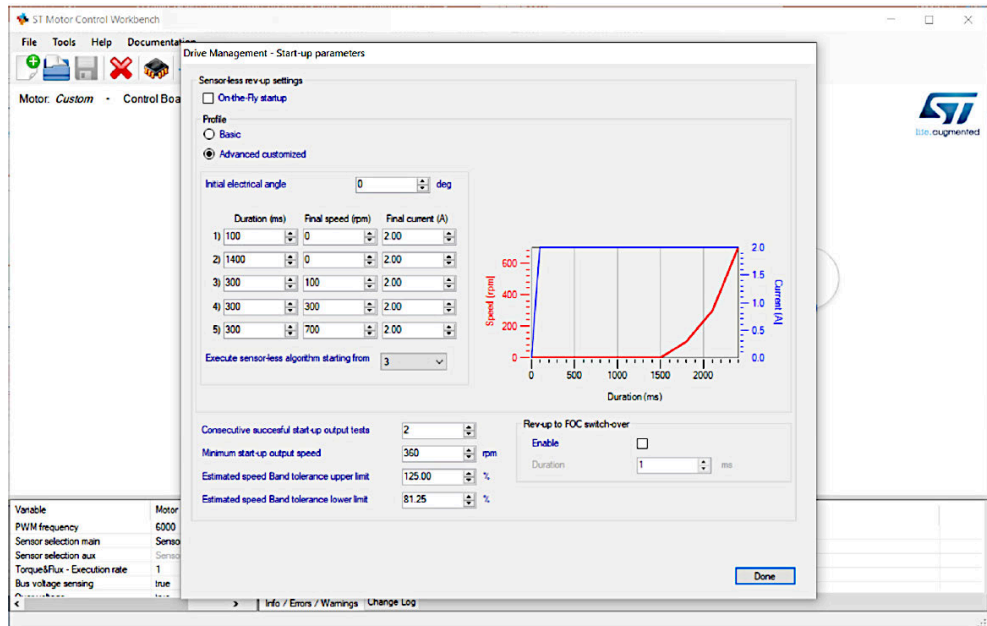 ST Motor Control Workbench
File Tools Help Documentation
Motor: Custom - Control Boa
Drive Management - Start-up parameters
Sensor-less rev-up settings
On-the-Fly startup
Profile
Basic
Advanced customized
Initial electrical angle 0 deg
Duration (ms) Final speed (rpm) Final current (A)
1) 100 0 2.00
2) 1400 0 2.00
3) 300 100 2.00
4) 300 300 2.00
5) 300 700 2.00
Execute sensor-less algorithm starting from 3
Speed [rpm]
600
400
200
0
2.0
1.5
1.0
0.5
0.0
Current [A]
0 500 1000 1500 2000
Duration (ms)
Consecutive succesful start-up output tests 2
Minimum start-up output speed 360 rpm
Estimated speed Band tolerance upper limit 125.00 %
Estimated speed Band tolerance lower limit 81.25 %
Rev-up to FOC switch-over
Enable
Duration 1 ms
Done
ST
life.augmented
Variable Motor
PWM frequency 6000
Sensor selection main Senso
Sensor selection aux Senso
Torque&Flux - Execution rate 1
Bus voltage sensing true
Info / Errors / Warnings Change Log